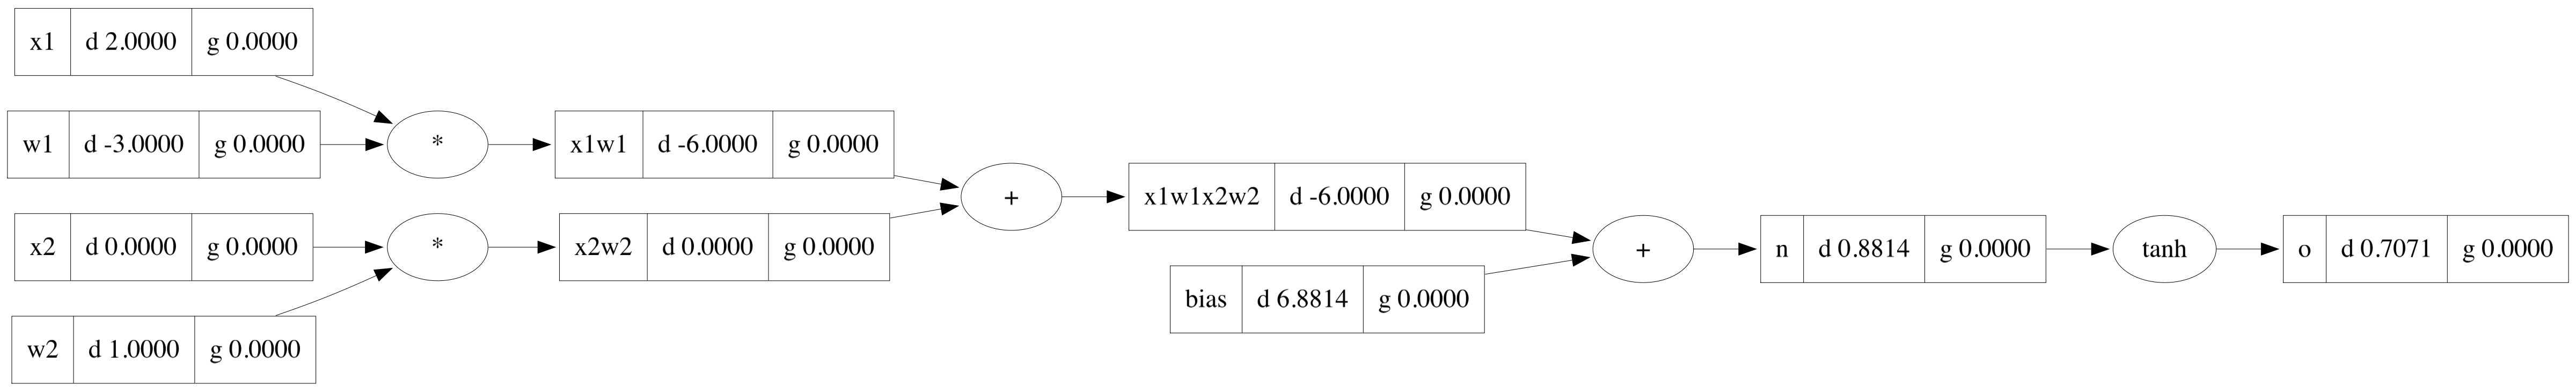 x1 d 2.0000 g 0.0000
w1 d -3.0000 g 0.0000
*
x1w1 d -6.0000 g 0.0000
x2 d 0.0000 g 0.0000
*
x2w2 d 0.0000 g 0.0000
w2 d 1.0000 g 0.0000
+
x1w1x2w2 d -6.0000 g 0.0000
bias d 6.8814 g 0.0000
+
n d 0.8814 g 0.0000
tanh
o d 0.7071 g 0.0000